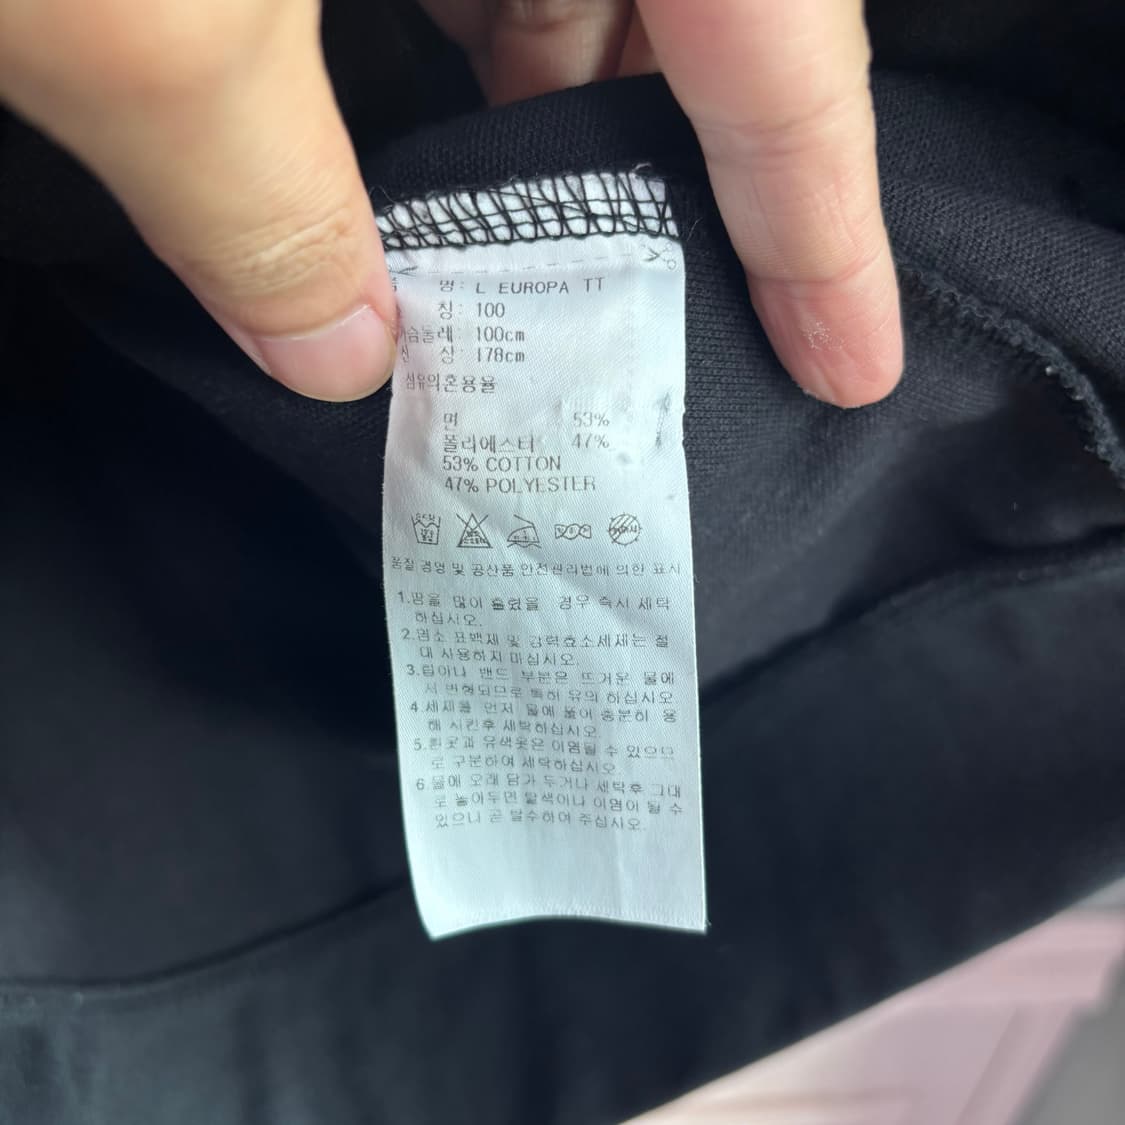 명: L EUROPA TT
칭: 100
가슴둘레 100cm
신 상: 178cm
섬유의혼용율
면 53%
폴리에스터 47%
53% COTTON
47% POLYESTER
품질 경영 및 공산품 안전관리법에 의한 표시
1.땀을 많이 흘렸을 경우 즉시 세탁
하십시오.
2.염소 표백제 및 강력효소세제는 절
대 사용하지 마십시오.
3.립이나 밴드 부분은 뜨거운 물에
서 변형되므로 특히 유의 하십시오
4.세제를 먼저 물에 풀어 충분히 용
해 시킨후 세탁하십시오.
5.흰옷과 유색옷은 이염될 수 있으므
로 구분하여 세탁하십시오.
6.물에 오래 담가 두거나 세탁후 그대
로 놓아두면 탈색이나 이염이 될 수
있으니 곧 탈수하여 주십시오.